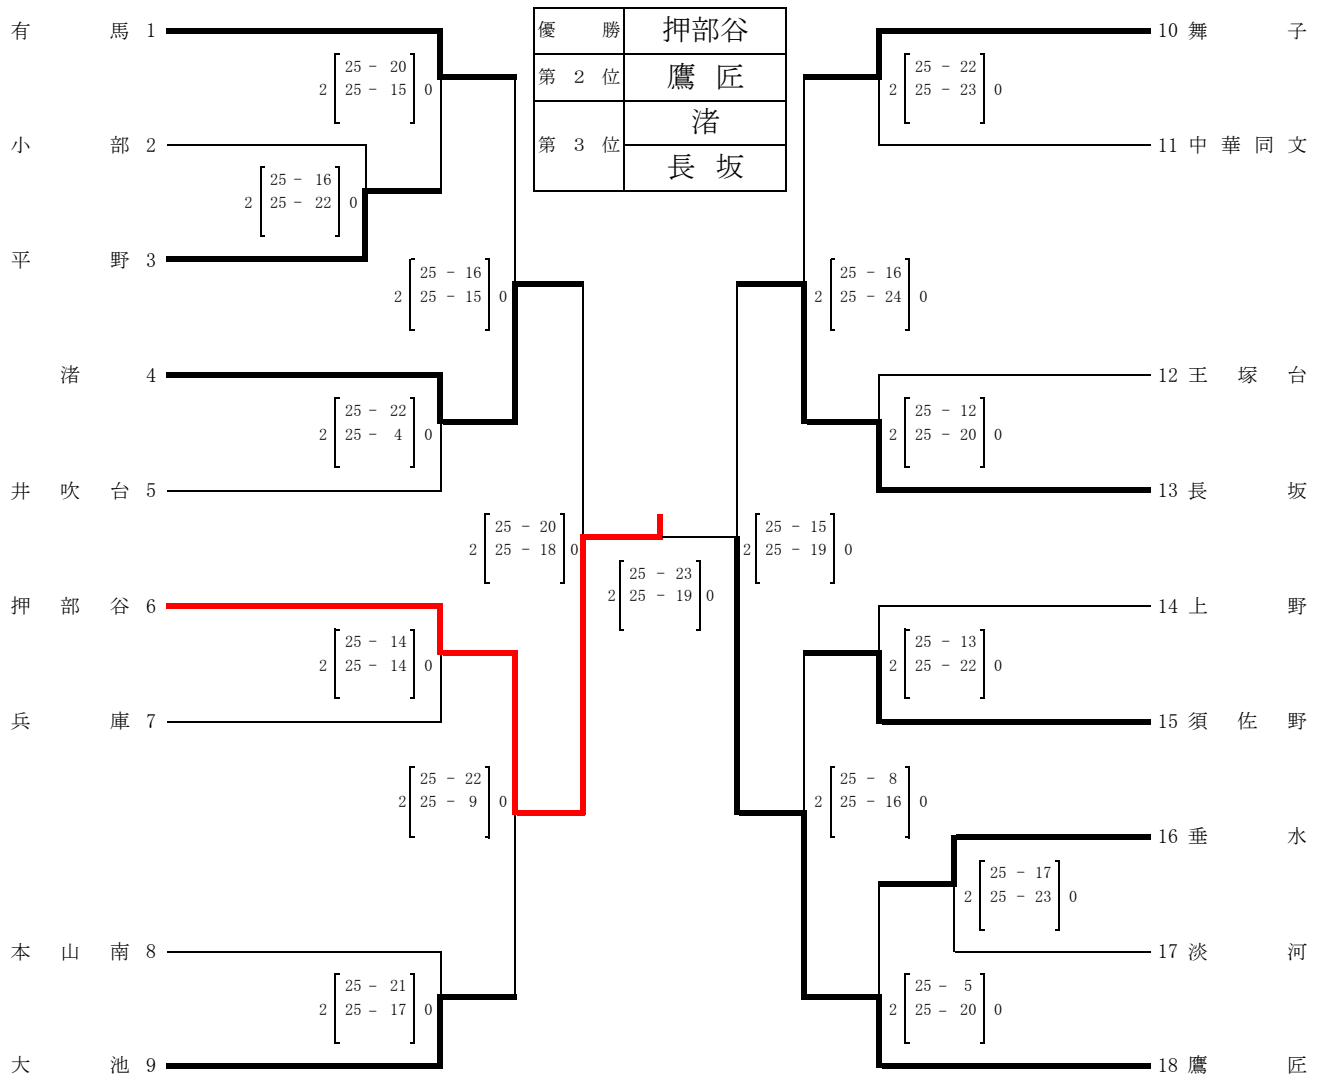 優勝 押部谷
第2位 鷹匠
第3位 渚
長坂
有馬 1
25 - 20
2 25 - 15 0
小部 2
25 - 16
2 25 - 22 0
平野 3
25 - 16
2 25 - 15 0
渚 4
25 - 22
2 25 - 4 0
井吹台 5
25 - 20
2 25 - 18 0
押部谷 6
25 - 14
2 25 - 14 0
兵庫 7
25 - 22
2 25 - 9 0
本山南 8
25 - 21
2 25 - 17 0
大池 9
25 - 23
2 25 - 19 0
10 舞子
25 - 22
2 25 - 23 0
11 中華同文
25 - 16
2 25 - 24 0
12 王塚台
25 - 12
2 25 - 20 0
13 長坂
25 - 15
2 25 - 19 0
14 上野
25 - 13
2 25 - 22 0
15 須佐野
25 - 8
2 25 - 16 0
16 垂水
25 - 17
2 25 - 23 0
17 淡河
25 - 5
2 25 - 20 0
18 鷹匠